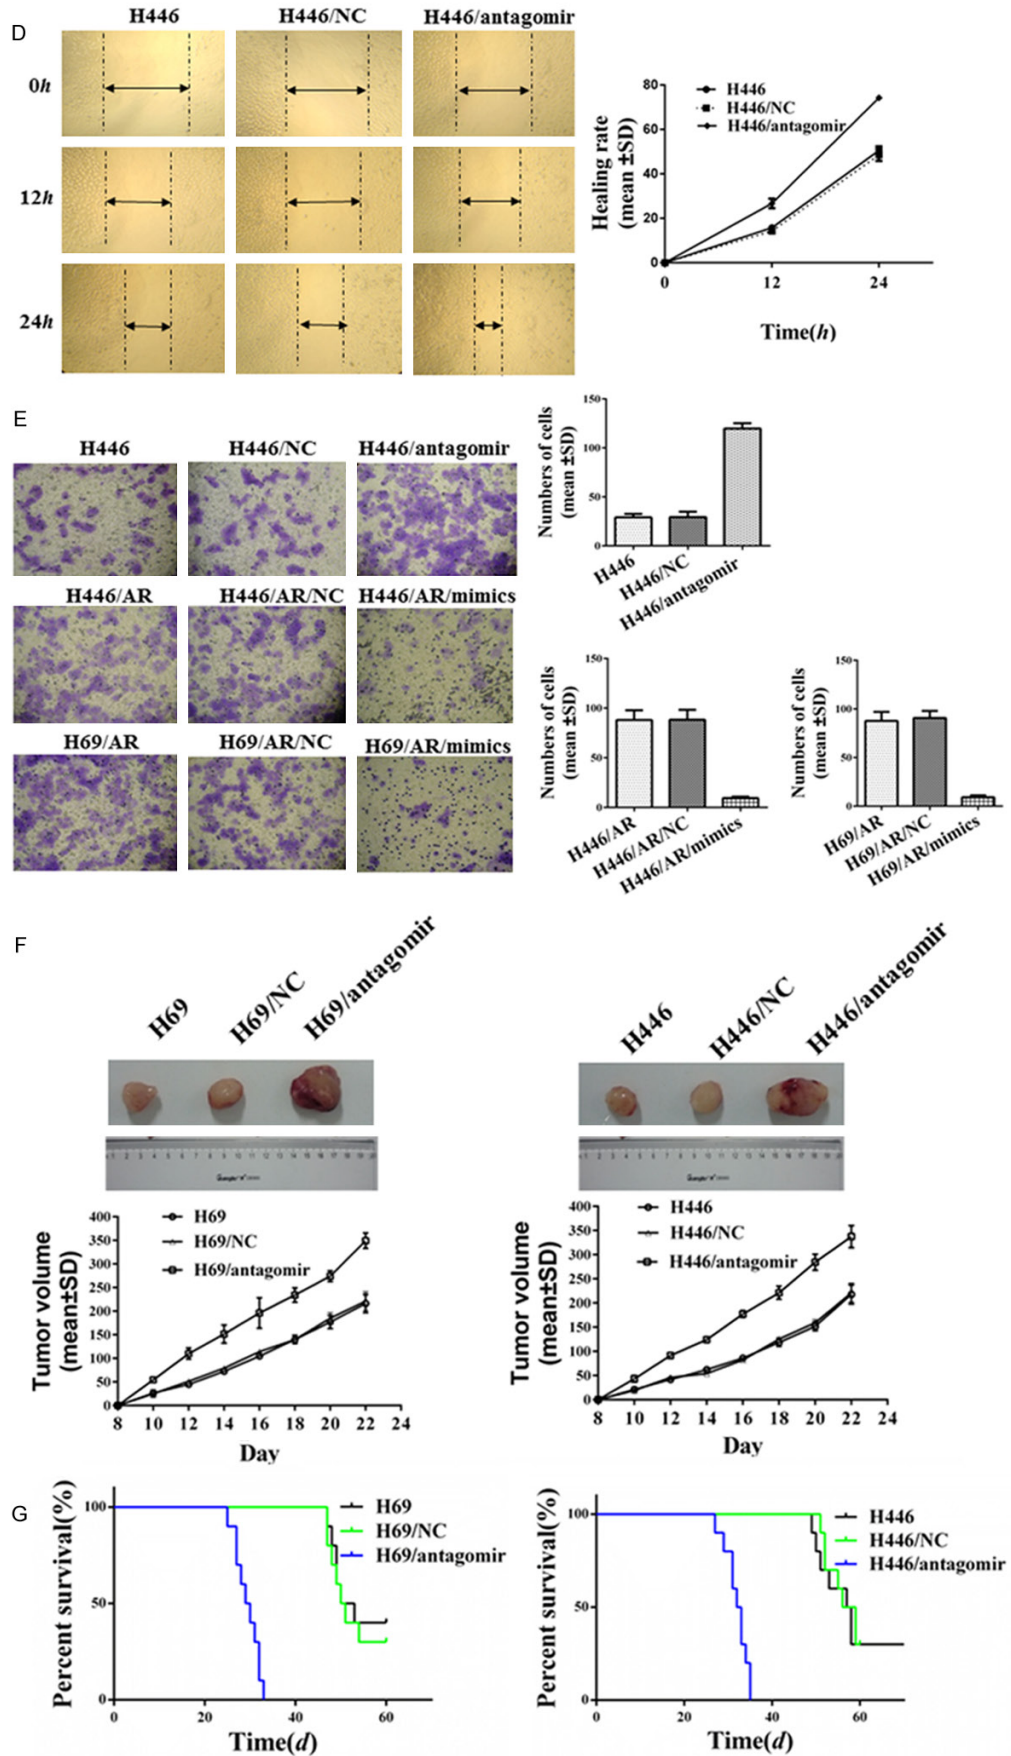 D
H446
H446/NC
H446/antagomir
0h
12h
24h
Healing rate
(mean ±SD)
80
60
40
20
0
H446
H446/NC
H446/antagomir
0
12
24
Time(h)
E
H446
H446/NC
H446/antagomir
H446/AR
H446/AR/NC
H446/AR/mimics
H69/AR
H69/AR/NC
H69/AR/mimics
Numbers of cells
(mean ±SD)
150
100
50
0
H446
H446/NC
H446/antagomir
Numbers of cells
(mean ±SD)
150
100
50
0
H446/AR
H446/AR/NC
H446/AR/mimics
Numbers of cells
(mean ±SD)
150
100
50
0
H69/AR
H69/AR/NC
H69/AR/mimics
F
H69
H69/NC
H69/antagomir
H446
H446/NC
H446/antagomir
Tumor volume
(mean±SD)
400
350
300
250
200
150
100
50
0
H69
H69/NC
H69/antagomir
8 10 12 14 16 18 20 22 24
Day
Tumor volume
(mean±SD)
400
350
300
250
200
150
100
50
0
H446
H446/NC
H446/antagomir
8 10 12 14 16 18 20 22 24
Day
G
Percent survival(%)
100
50
0
H69
H69/NC
H69/antagomir
0 20 40 60
Time(d)
Percent survival(%)
100
50
0
H446
H446/NC
H446/antagomir
0 20 40 60
Time(d)